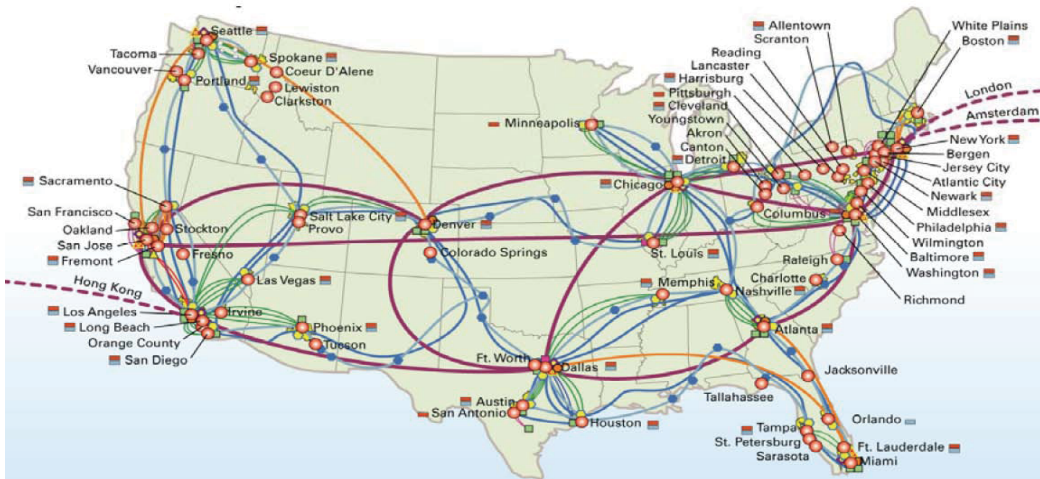 Seattle
Tacoma
Spokane
Vancouver
Coeur D'Alene
Portland
Lewiston
Clarkston
Sacramento
San Francisco
Oakland
Stockton
San Jose
Fresno
Fremont
Salt Lake City
Provo
Hong Kong
Las Vegas
Los Angeles
Irvine
Long Beach
Orange County
San Diego
Phoenix
Tucson
Denver
Colorado Springs
Minneapolis
Chicago
St. Louis
Memphis
Nashville
Ft. Worth
Dallas
Austin
San Antonio
Houston
Allentown
Scranton
Reading
Lancaster
Harrisburg
Pittsburgh
Cleveland
Youngstown
Akron
Canton
Detroit
Columbus
White Plains
Boston
London
Amsterdam
New York
Bergen
Jersey City
Atlantic City
Newark
Middlesex
Philadelphia
Wilmington
Baltimore
Washington
Richmond
Raleigh
Charlotte
Atlanta
Jacksonville
Tallahassee
Orlando
Tampa
St. Petersburg
Sarasota
Ft. Lauderdale
Miami